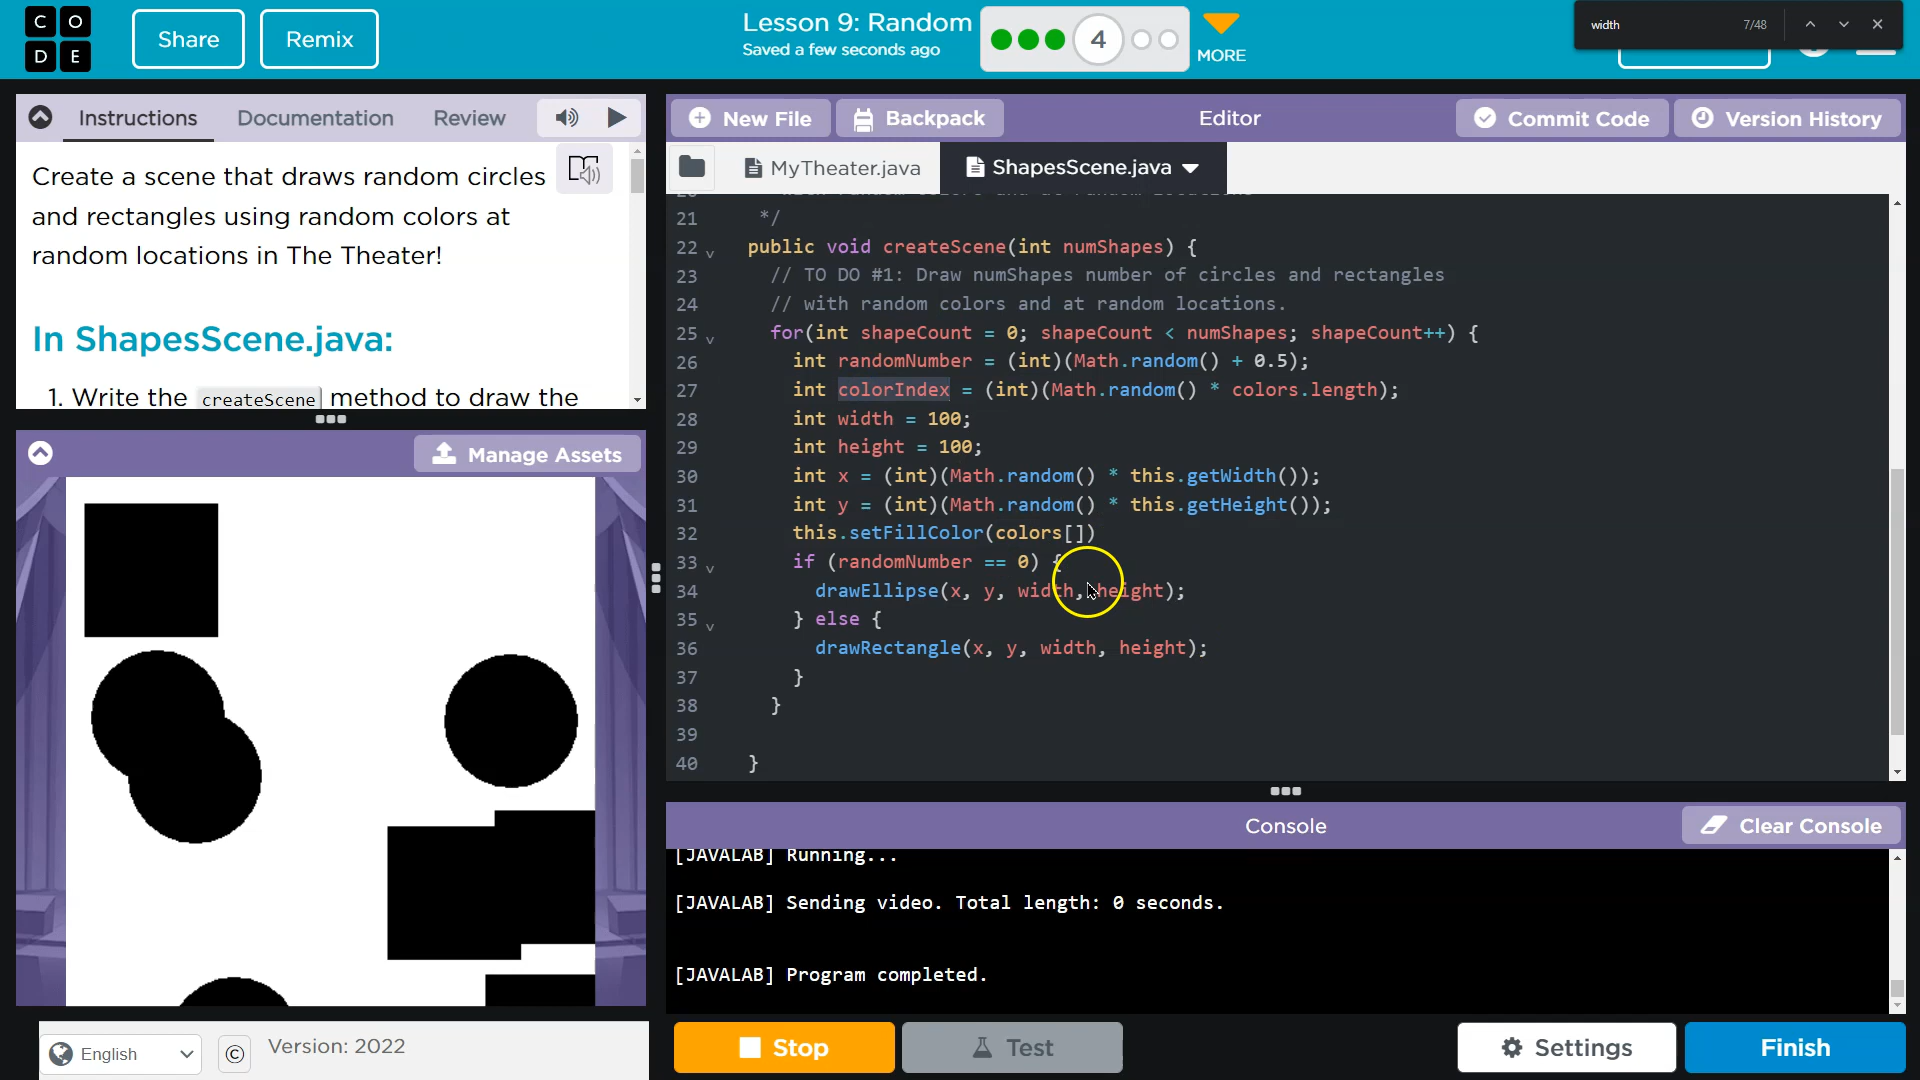 C O
D E
Share
Remix
Lesson 9: Random
Saved a few seconds ago
4
MORE
width
7/48
Instructions
Documentation
Review
New File
Backpack
Editor
Commit Code
Version History
MyTheater.java
ShapesScene.java
Create a scene that draws random circles
and rectangles using random colors at
random locations in The Theater!
In ShapesScene.java:
1. Write the createScene method to draw the
Manage Assets
21 */
22 public void createScene(int numShapes) {
23 // TO DO #1: Draw numShapes number of circles and rectangles
24 // with random colors and at random locations.
25 for(int shapeCount = 0; shapeCount < numShapes; shapeCount++) {
26 int randomNumber = (int)(Math.random() + 0.5);
27 int colorIndex = (int)(Math.random() * colors.length);
28 int width = 100;
29 int height = 100;
30 int x = (int)(Math.random() * this.getWidth());
31 int y = (int)(Math.random() * this.getHeight());
32 this.setFillColor(colors[])
33 if (randomNumber == 0) {
34 drawEllipse(x, y, width, height);
35 } else {
36 drawRectangle(x, y, width, height);
37 }
38 }
39
40 }
Console
Clear Console
[JAVALAB] Running...
[JAVALAB] Sending video. Total length: 0 seconds.
[JAVALAB] Program completed.
English
©
Version: 2022
Stop
Test
Settings
Finish